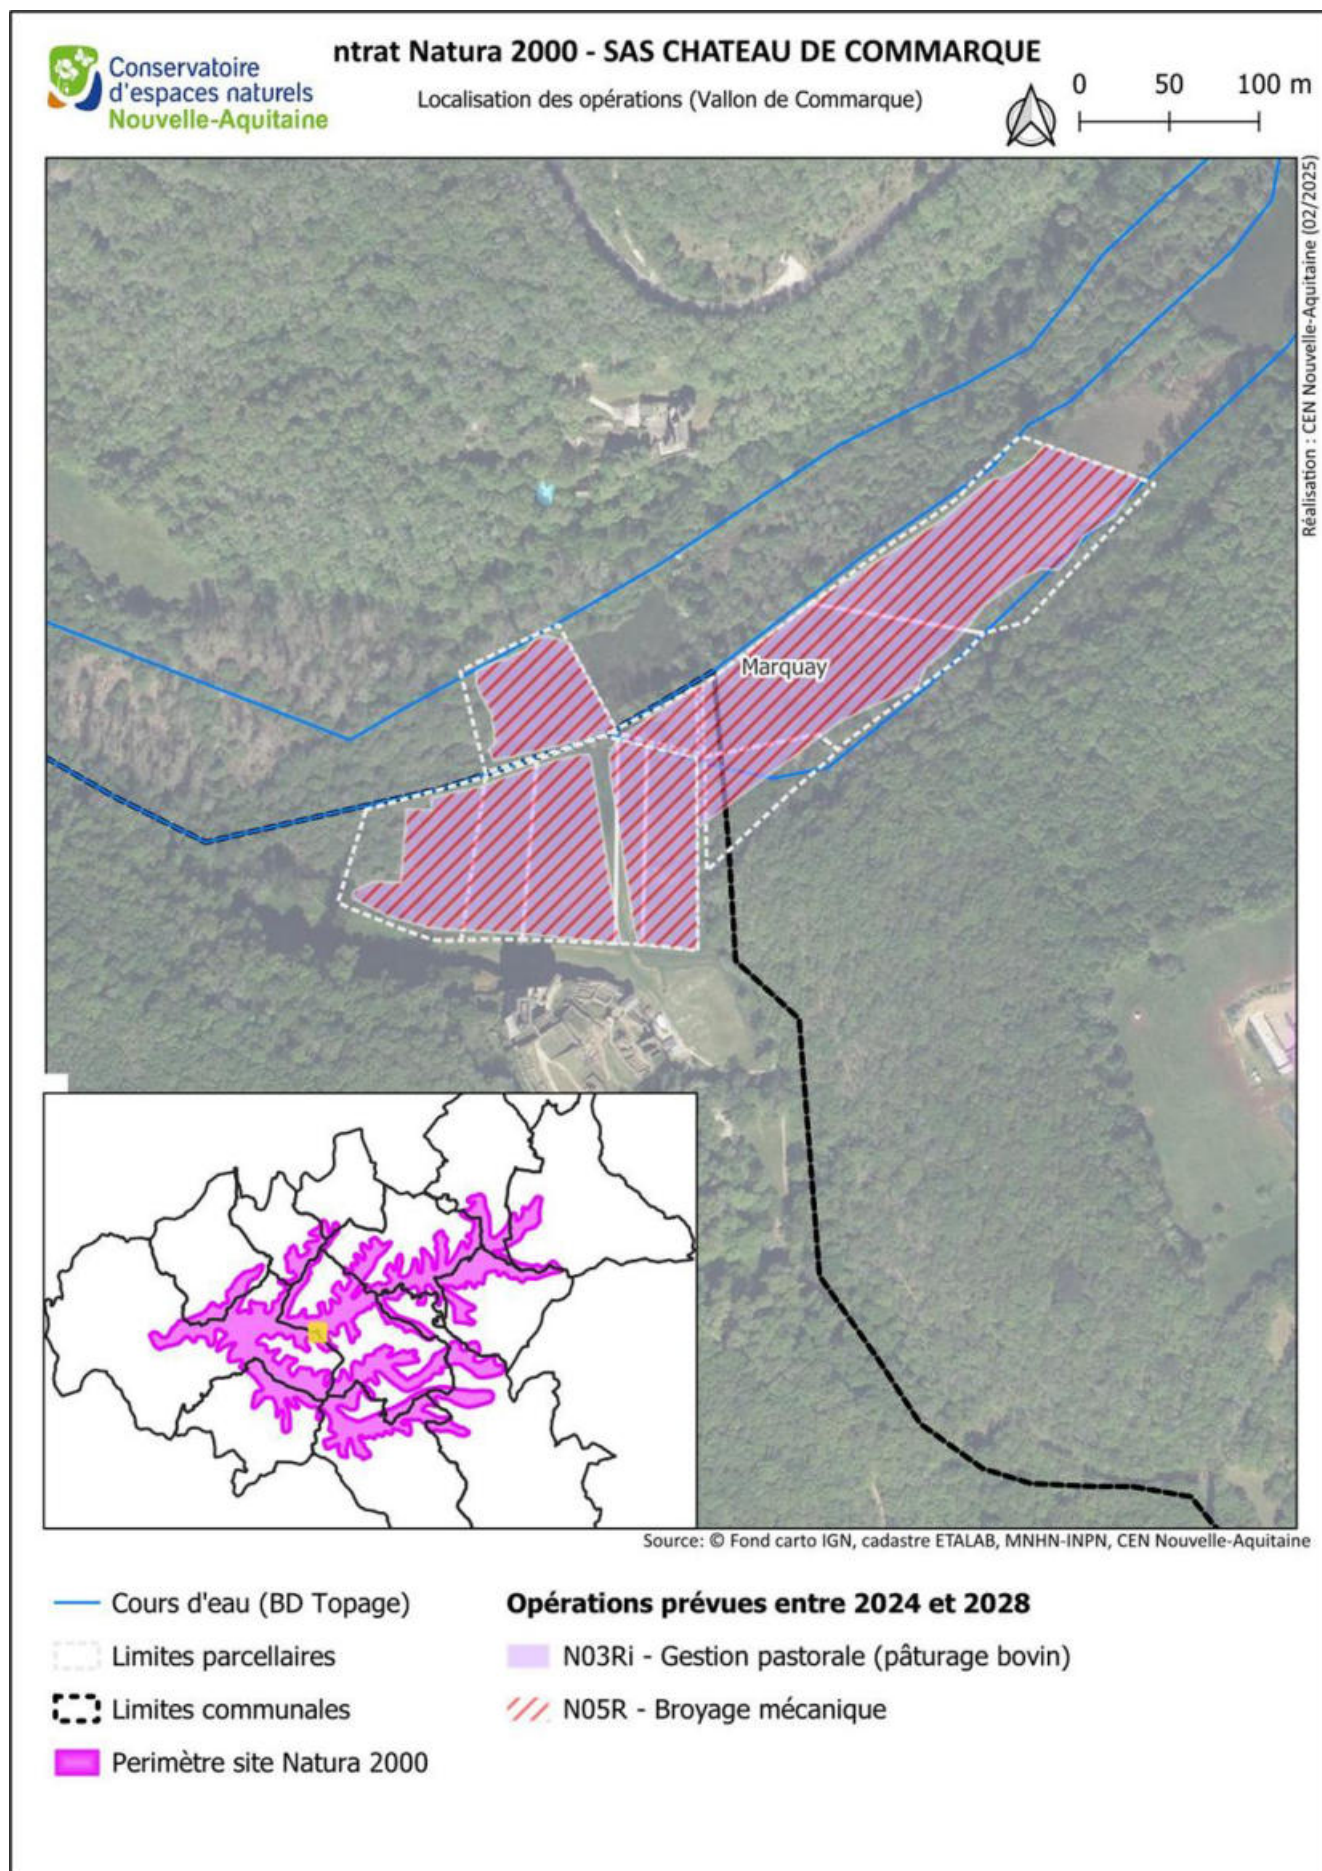 Conservatoire
d'espaces naturels
Nouvelle-Aquitaine
ntrat Natura 2000 - SAS CHATEAU DE COMMARQUE
Localisation des opérations (Vallon de Commarque)
0 50 100 m
Réalisation : CEN Nouvelle-Aquitaine (02/2025)
Marquay
Source: © Fond carto IGN, cadastre ETALAB, MNHN-INPN, CEN Nouvelle-Aquitaine
Cours d'eau (BD Topage)
Limites parcellaires
Limites communales
Perimètre site Natura 2000
Opérations prévues entre 2024 et 2028
N03Ri - Gestion pastorale (pâturage bovin)
N05R - Broyage mécanique